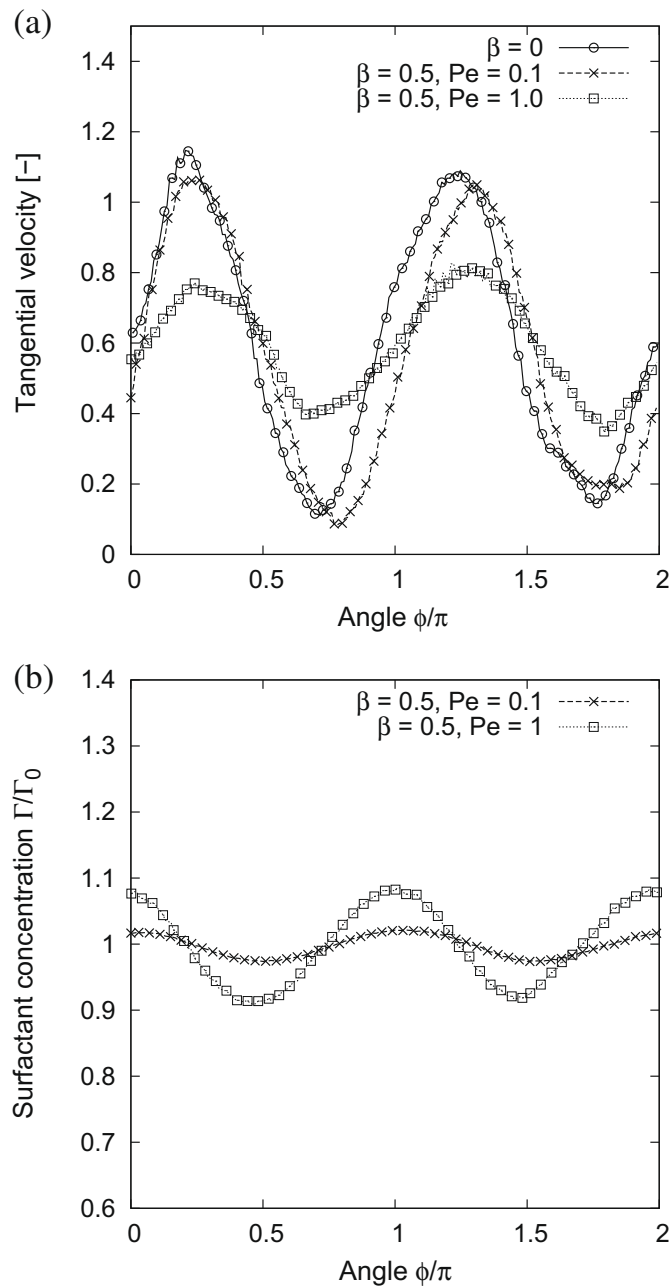 (a)
β = 0
β = 0.5, Pe = 0.1
β = 0.5, Pe = 1.0
1.4
1.2
1
0.8
0.6
0.4
0.2
0
Tangential velocity [−]
0 0.5 1 1.5 2
Angle ϕ/π
(b)
β = 0.5, Pe = 0.1
β = 0.5, Pe = 1
1.4
1.3
1.2
1.1
1
0.9
0.8
0.7
0.6
Surfactant concentration Γ/Γ₀
0 0.5 1 1.5 2
Angle ϕ/π